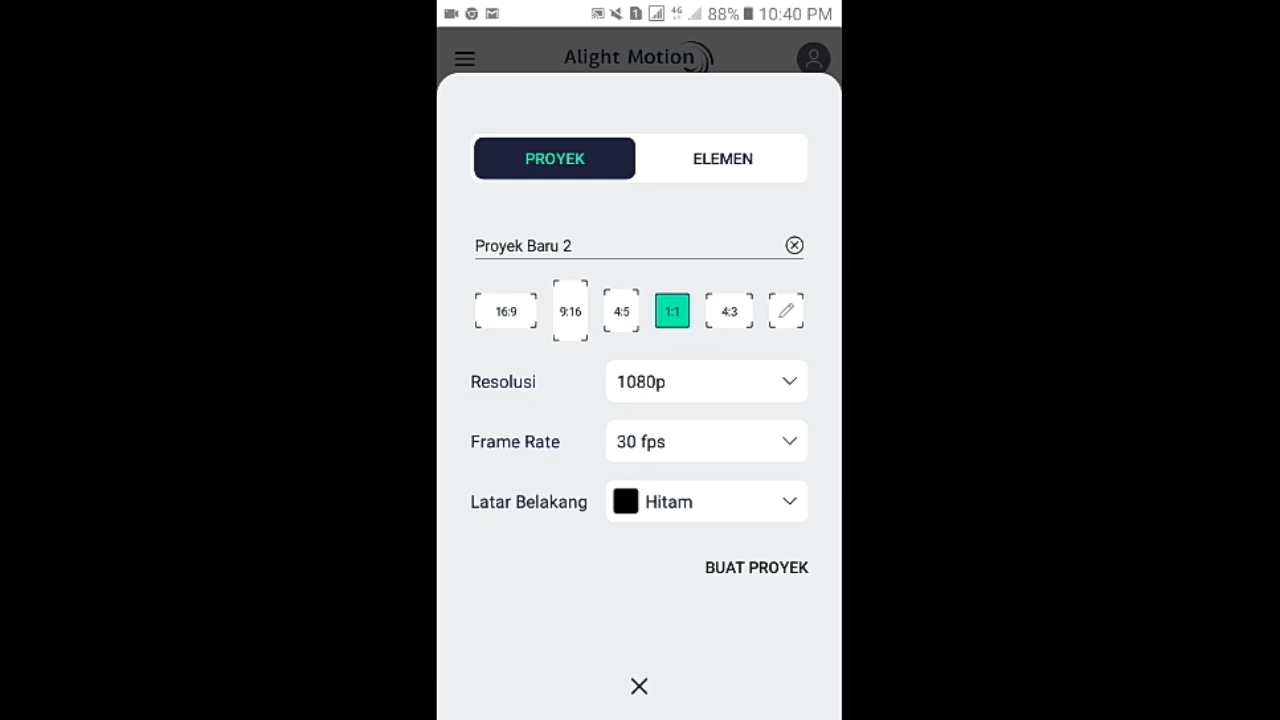 4G 88% 10:40 PM
Alight Motion
PROYEK ELEMEN
Proyek Baru 2
16:9 9:16 4:5 1:1 4:3
Resolusi 1080p
Frame Rate 30 fps
Latar Belakang Hitam
BUAT PROYEK